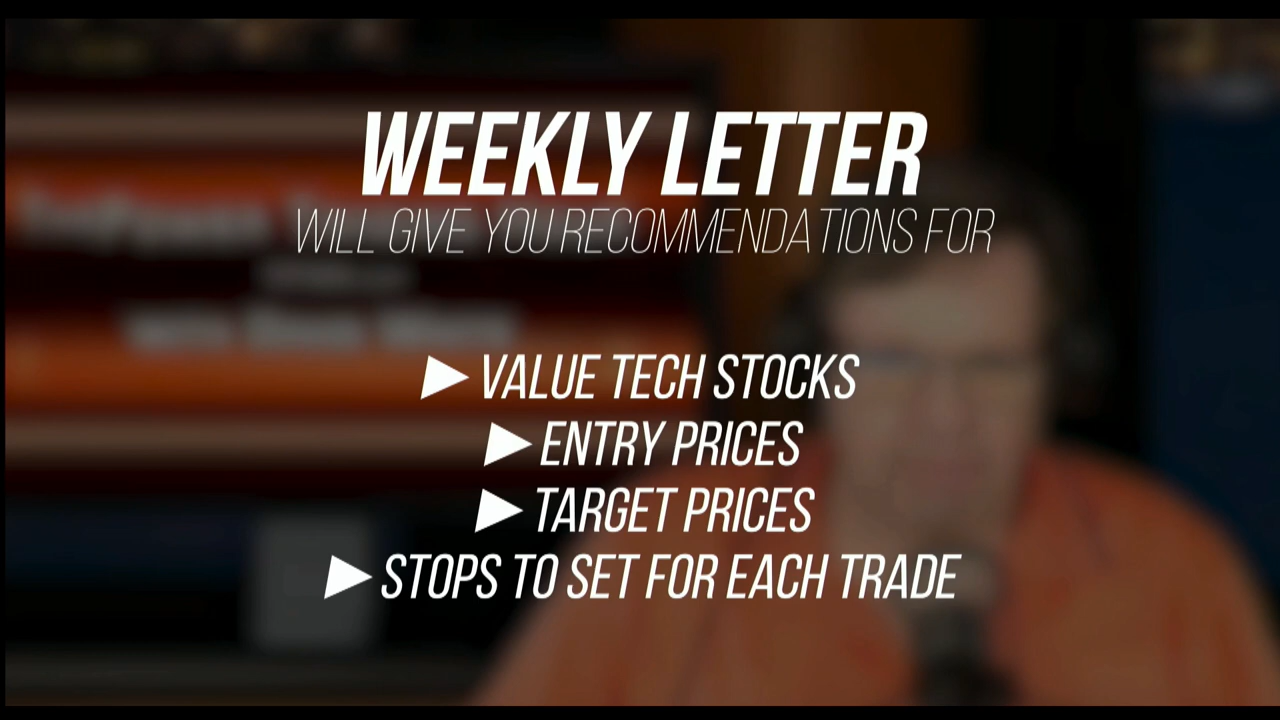 WEEKLY LETTER
WILL GIVE YOU RECOMMENDATIONS FOR
VALUE TECH STOCKS
ENTRY PRICES
TARGET PRICES
STOPS TO SET FOR EACH TRADE